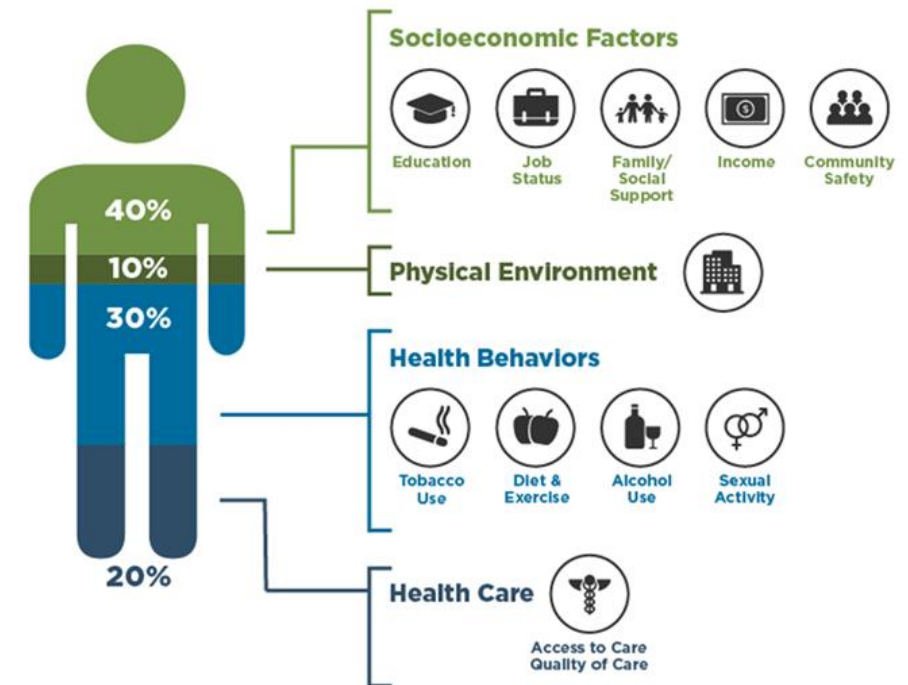 Socioeconomic Factors
Education
Job
Status
Family/
Social
Support
Income
Community
Safety
40%
10%
Physical Environment
30%
Health Behaviors
Tobacco
Use
Diet &
Exercise
Alcohol
Use
Sexual
Activity
20%
Health Care
$
Access to Care
Quality of Care